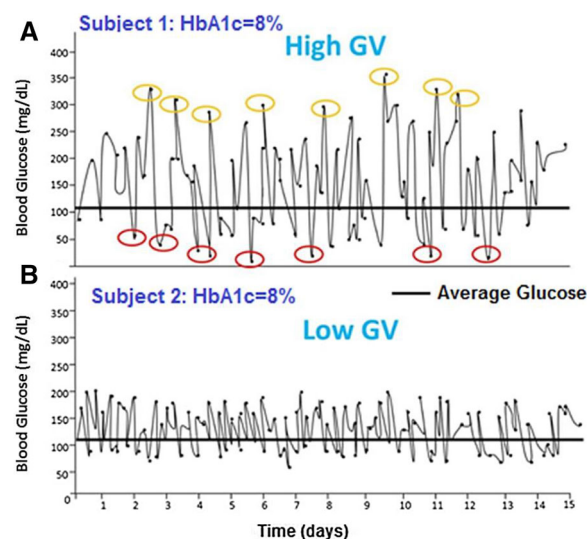 A
Subject 1: HbA1c=8%
High GV
Blood Glucose (mg/dL)
400
350
300
250
200
150
100
50
B
Subject 2: HbA1c=8%
Average Glucose
Low GV
Blood Glucose (mg/dL)
400
350
300
250
200
150
100
50
0
1 2 3 4 5 6 7 8 9 10 11 12 13 14 15
Time (days)